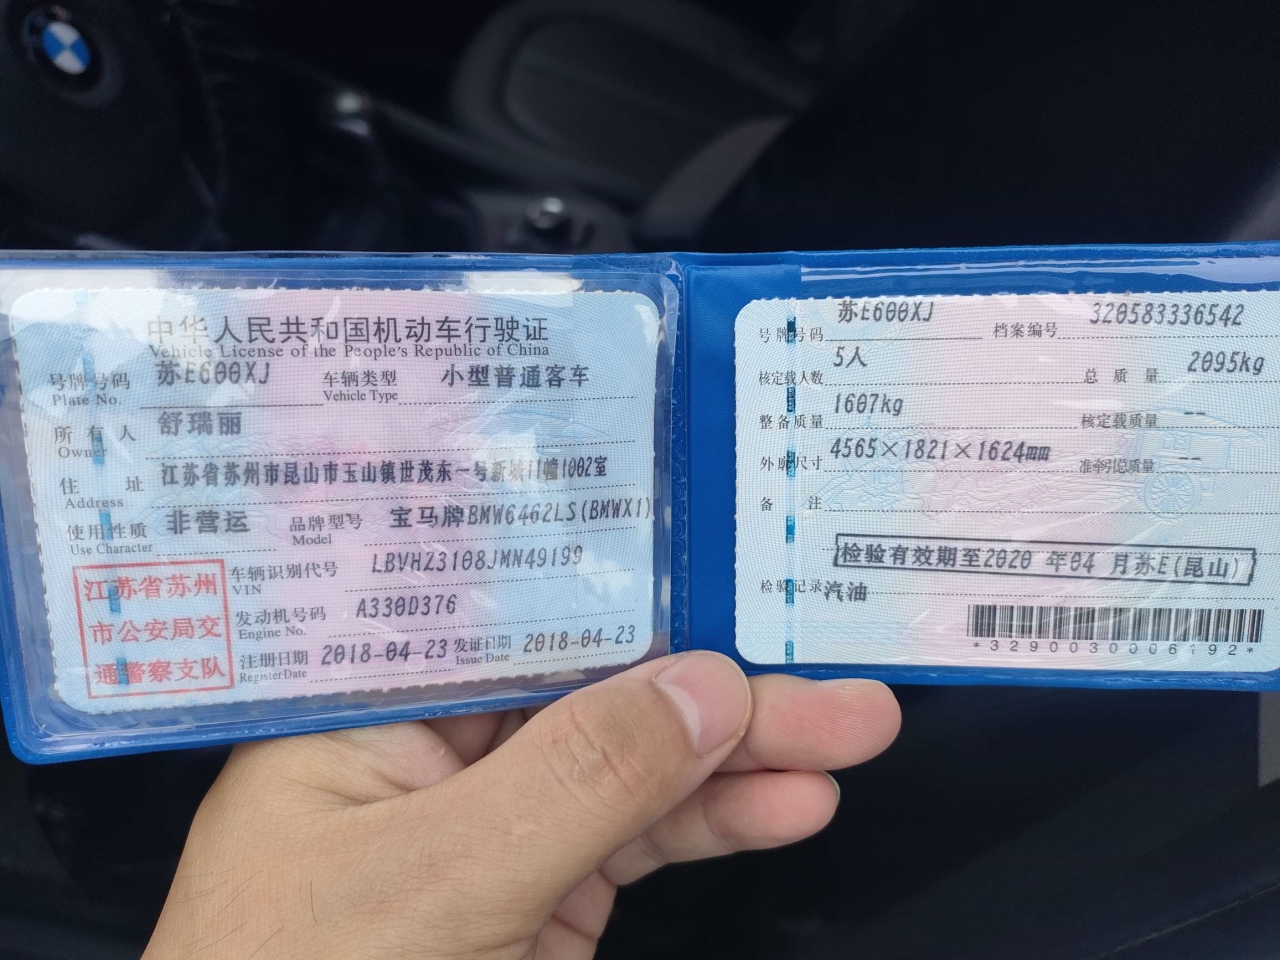 中华人民共和国机动车行驶证
Vehicle License of the People's Republic of China
号牌号码 苏E600XJ 车辆类型 小型普通客车
Plate No. Vehicle Type
所有人 舒瑞丽
Owner
住址 江苏省苏州市昆山市玉山镇世茂东一号新城11幢1002室
Address
使用性质 非营运 品牌型号 宝马牌BMW6462LS(BMWX1)
Use Character Model
江苏省苏州
市公安局交
通警察支队
车辆识别代号 LBVHZ3108JMN49199
VIN
发动机号码 A330D376
Engine No.
注册日期 2018-04-23 发证日期 2018-04-23
Register Date Issue Date
号牌号码 苏E600XJ 档案编号 320583336542
核定载人数 5人 总质量 2095kg
整备质量 1607kg 核定载质量 --
外廓尺寸 4565×1821×1624mm 准牵引总质量 --
备注
检验有效期至2020 年04 月苏E(昆山)
检验记录 汽油
*3290030006192*